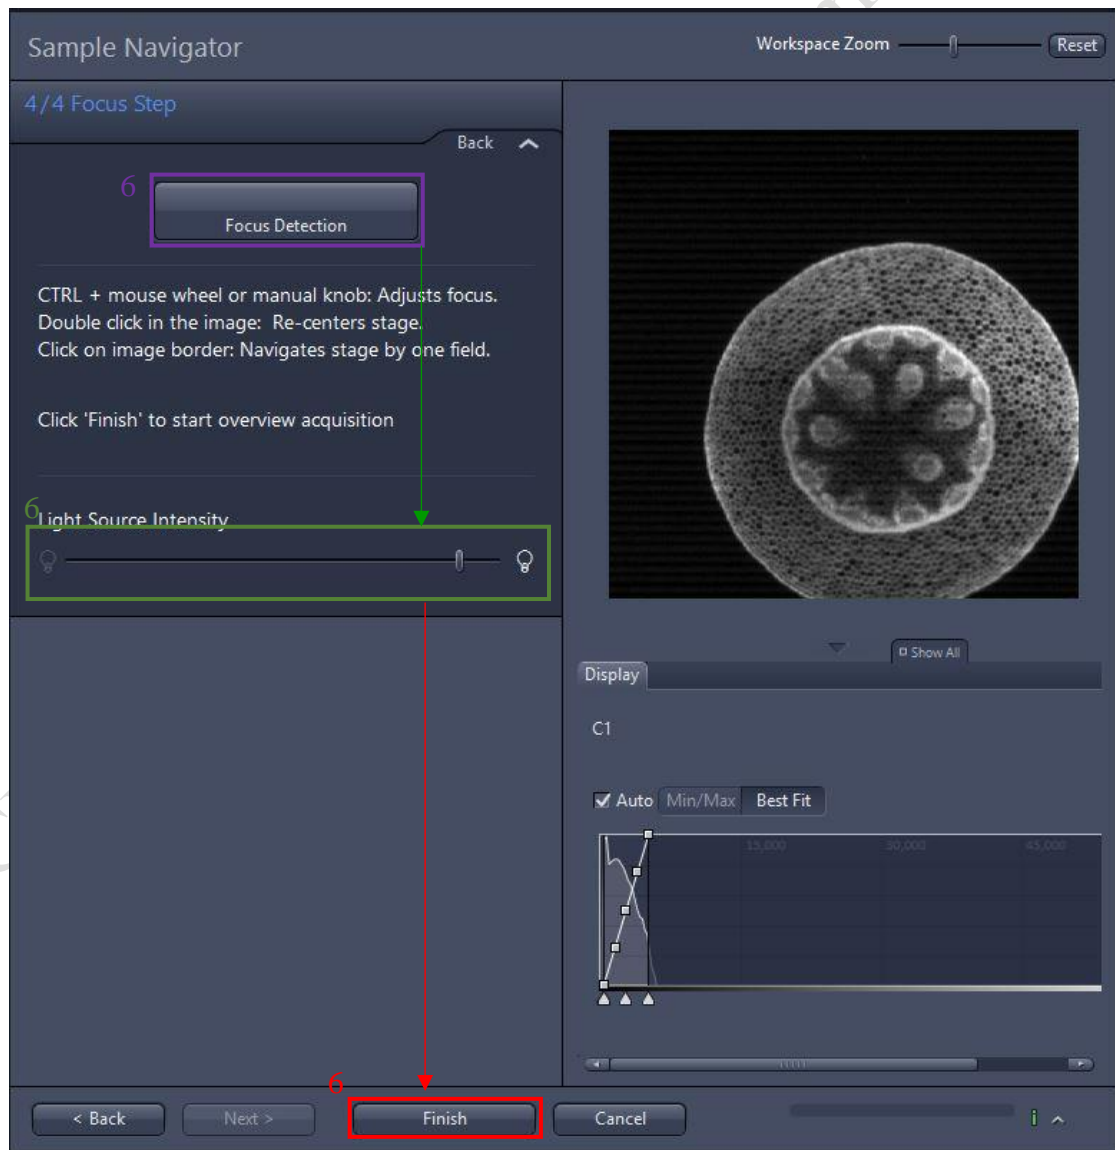 Sample Navigator
Workspace Zoom
Reset
4/4 Focus Step
Back
6
Focus Detection
CTRL + mouse wheel or manual knob: Adjusts focus.
Double click in the image: Re-centers stage.
Click on image border: Navigates stage by one field.
Click 'Finish' to start overview acquisition
6
Light Source Intensity
Show All
Display
C1
Auto Min/Max Best Fit
15,000 30,000 45,000
6
< Back Next > Finish Cancel
i